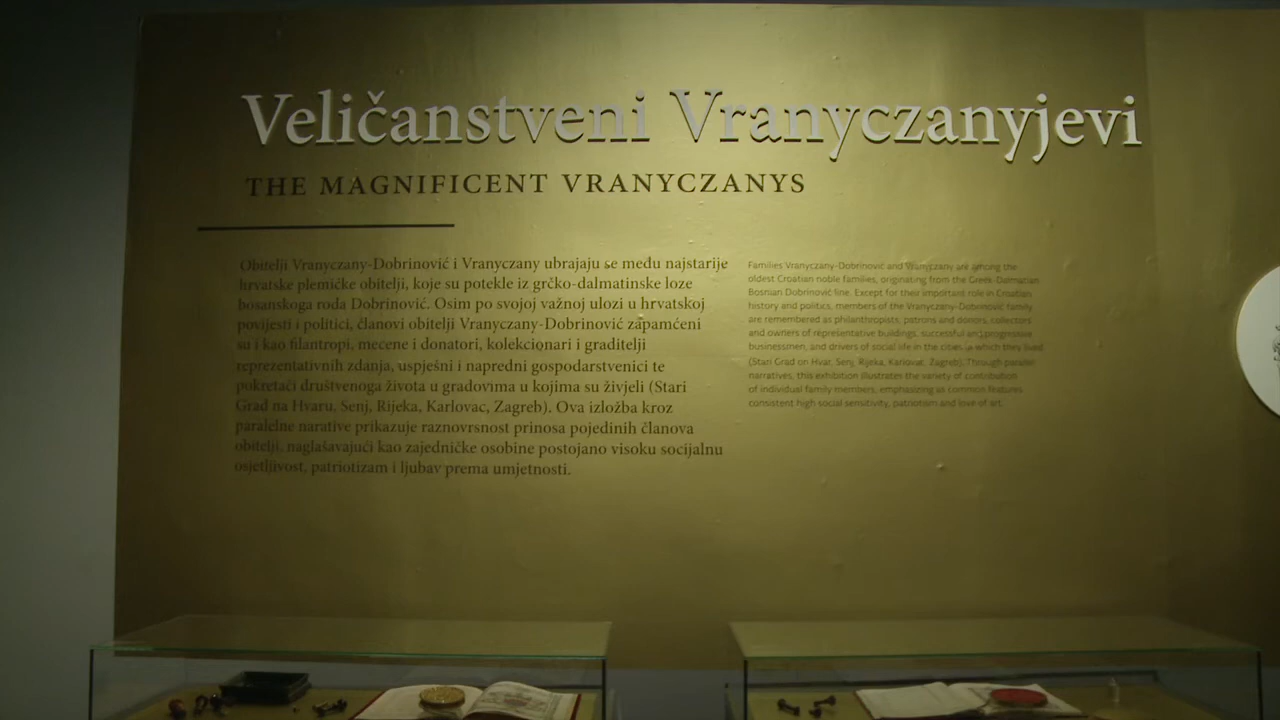 Veličanstveni Vranyczanyjevi
THE MAGNIFICENT VRANYCZANYS
Obitelji Vranyczany-Dobrinović i Vranyczany ubrajaju se među najstarije
hrvatske plemićke obitelji, koje su potekle iz grčko-dalmatinske loze
bosanskoga roda Dobrinović. Osim po svojoj važnoj ulozi u hrvatskoj
povijesti i politici, članovi obitelji Vranyczany-Dobrinović zapamćeni
su i kao filantropi, mecene i donatori, kolekcionari i graditelji
reprezentativnih zdanja, uspješni i napredni gospodarstvenici te
pokretači društvenoga života u gradovima u kojima su živjeli (Stari
Grad na Hvaru, Senj, Rijeka, Karlovac, Zagreb). Ova izložba kroz
paralelne narative prikazuje raznovrsnost prinosa pojedinih članova
obitelji, naglašavajući kao zajedničke osobine postojano visoku socijalnu
osjetljivost, patriotizam i ljubav prema umjetnosti.
Families Vranyczany-Dobrinović and Vranyczany are among the
oldest Croatian noble families, originating from the Greek-Dalmatian
Bosnian Dobrinović line. Except for their important role in Croatian
history and politics, members of the Vranyczany-Dobrinović family
are remembered as philanthropists, patrons and donors, collectors
and owners of representative buildings, successful and progressive
businessmen, and drivers of social life in the cities in which they lived
(Stari Grad on Hvar, Senj, Rijeka, Karlovac, Zagreb). Through parallel
narratives, this exhibition illustrates the variety of contribution
of individual family members, emphasizing as common features
consistent high social sensitivity, patriotism and love of art.